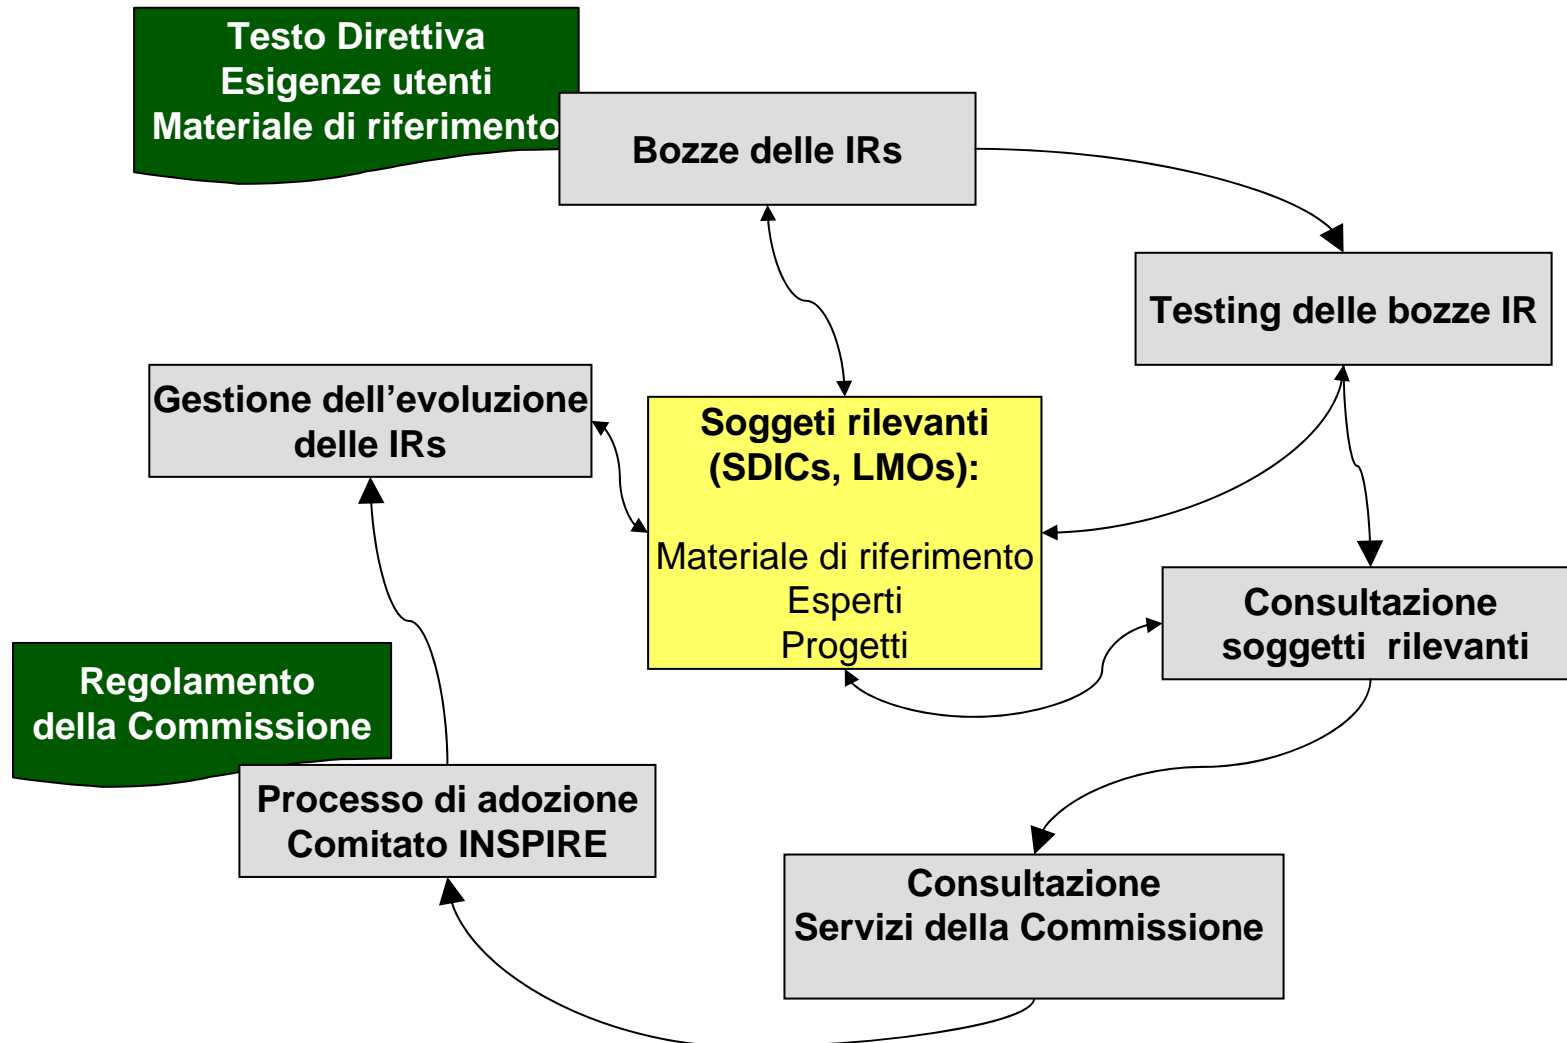 Testo Direttiva
Esigenze utenti
Materiale di riferimento
Bozze delle IRs
Testing delle bozze IR
Gestione dell’evoluzione
delle IRs
Soggeti rilevanti
(SDICs, LMOs):
Materiale di riferimento
Esperti
Progetti
Consultazione
soggetti rilevanti
Regolamento
della Commissione
Processo di adozione
Comitato INSPIRE
Consultazione
Servizi della Commissione